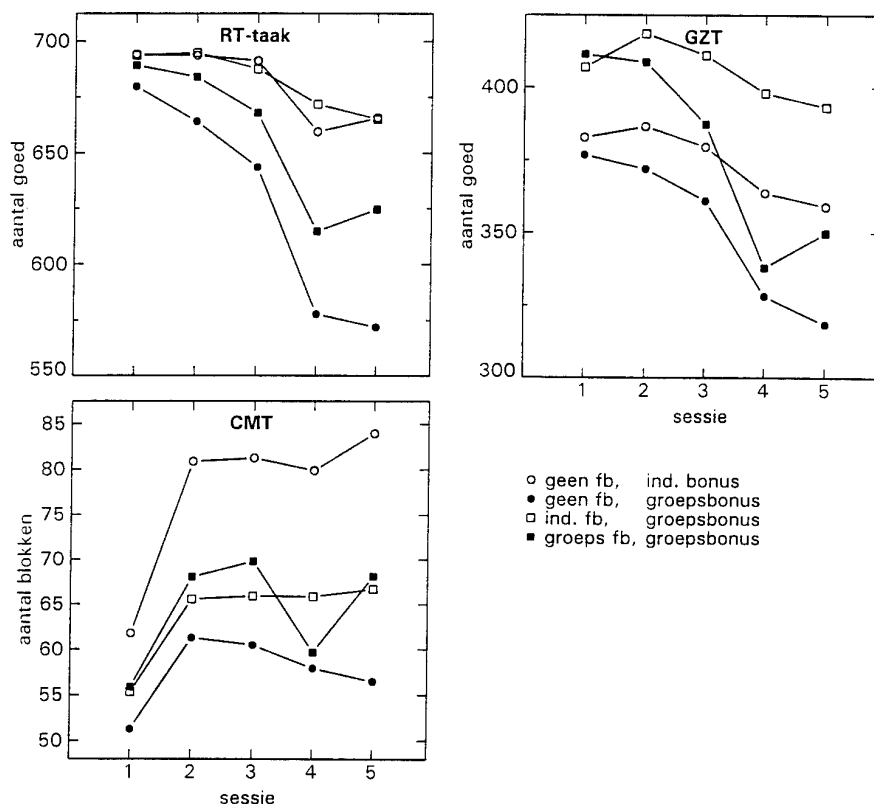 RT-taak
700
650
600
550
aantal goed
GZT
400
350
300
aantal goed
1 2 3 4 5
sessie
CMT
85
80
75
70
65
60
55
50
aantal blokken
1 2 3 4 5
sessie
geen fb, ind. bonus
geen fb, groepsbonus
ind. fb, groepsbonus
groeps fb, groepsbonus